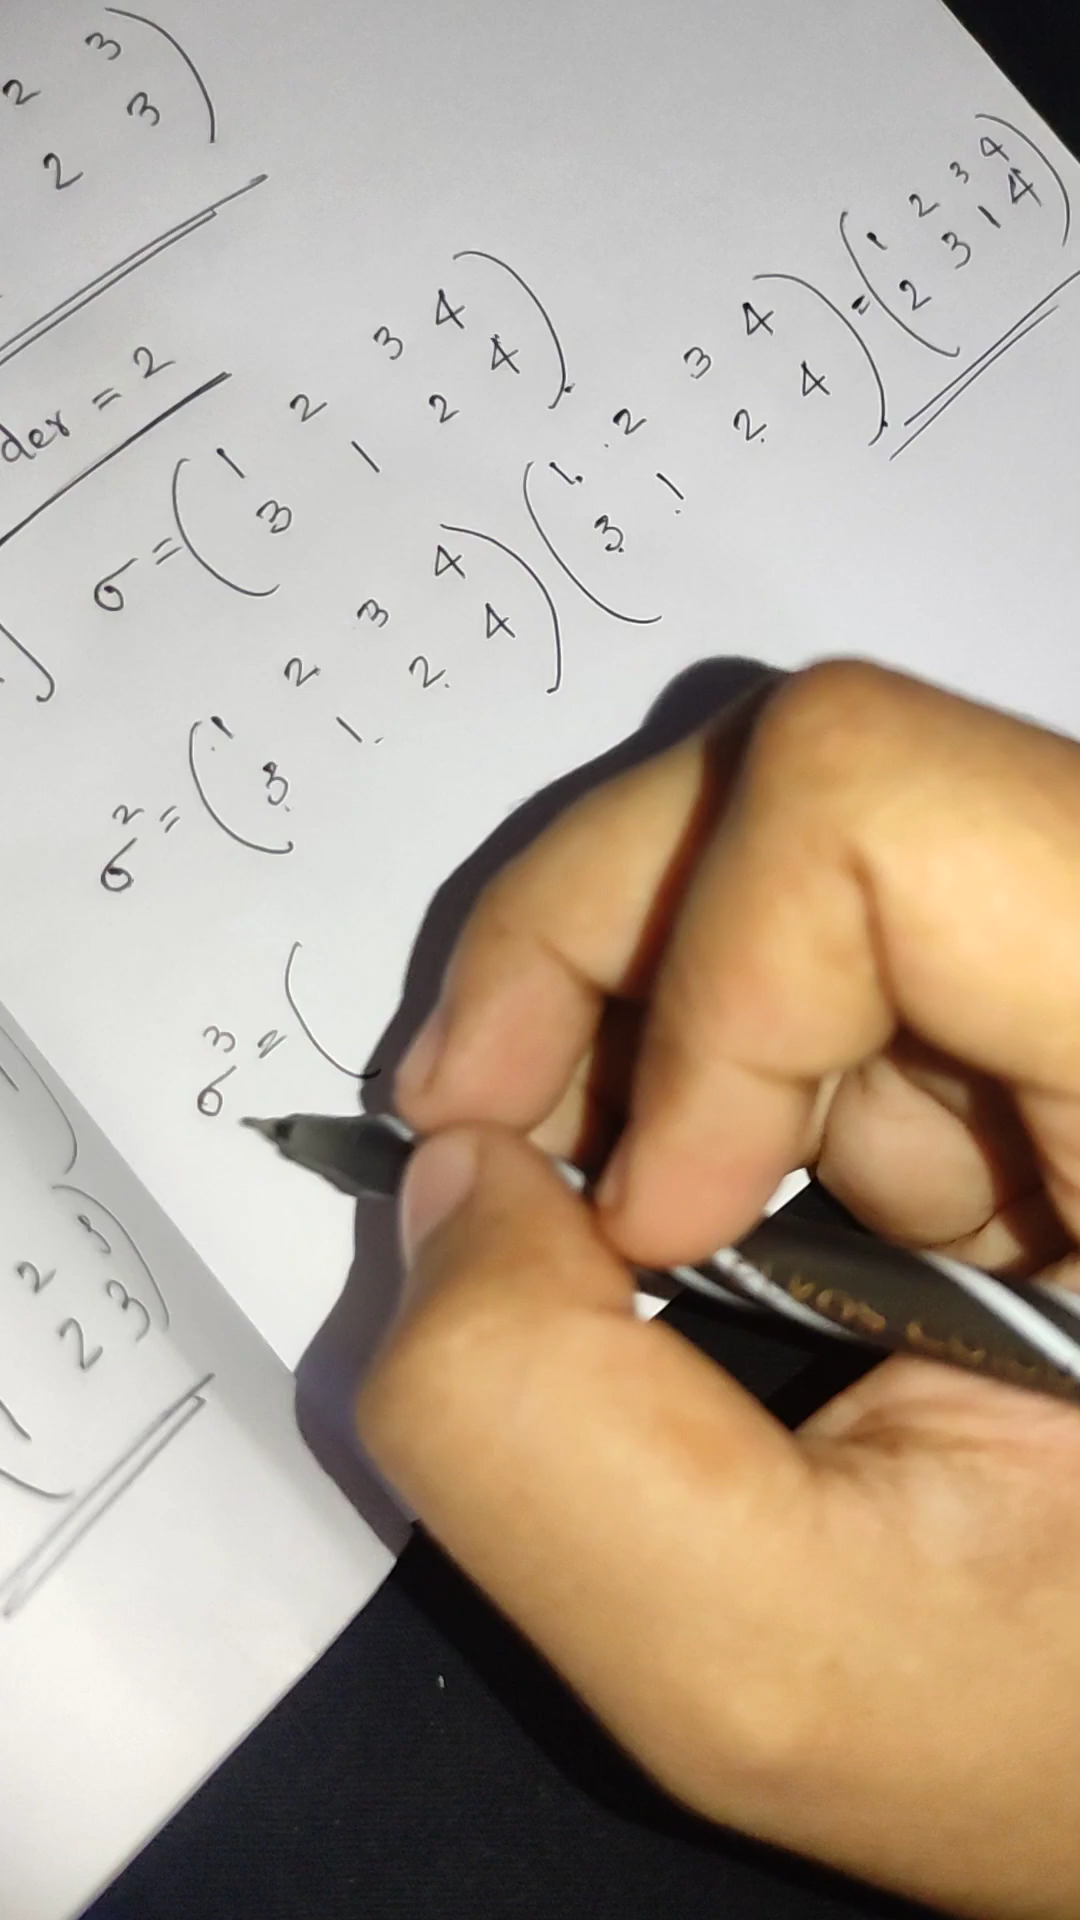 2 3
2 3
der = 2
σ = ( 1 2 3 4
3 1 2 4 )
σ² = ( 1 2 3 4
3 1 2 4 ) ( 1 2 3 4
3 1 2 4 ) = ( 1 2 3 4
2 3 1 4 )
σ³ = (
2 3
2 3